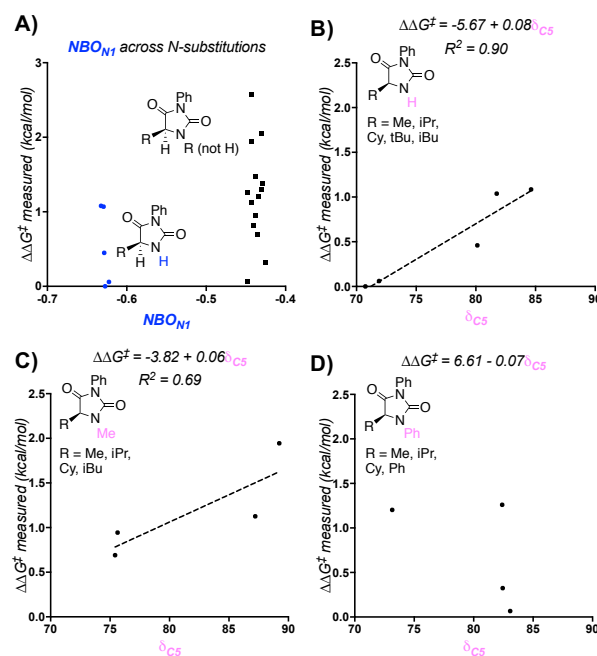 A)
NBO_N1 across N-substitutions
ΔΔG‡ measured (kcal/mol)
3
2
1
0
-0.7
-0.6
-0.5
-0.4
NBO_N1
Ph
N
O
O
N
R
H
R (not H)
Ph
N
O
O
N
R
H
H
B)
ΔΔG‡ = -5.67 + 0.08δ_C5
R² = 0.90
ΔΔG‡ measured (kcal/mol)
2.5
2.0
1.5
1.0
0.5
0.0
70
75
80
85
90
δ_C5
Ph
N
O
O
N
R
H
R = Me, iPr,
Cy, tBu, iBu
C)
ΔΔG‡ = -3.82 + 0.06δ_C5
R² = 0.69
ΔΔG‡ measured (kcal/mol)
2.5
2.0
1.5
1.0
0.5
0.0
70
75
80
85
90
δ_C5
Ph
N
O
O
N
R
Me
R = Me, iPr,
Cy, iBu
D)
ΔΔG‡ = 6.61 - 0.07δ_C5
ΔΔG‡ measured (kcal/mol)
2.5
2.0
1.5
1.0
0.5
0.0
70
75
80
85
90
δ_C5
Ph
N
O
O
N
R
Ph
R = Me, iPr,
Cy, Ph